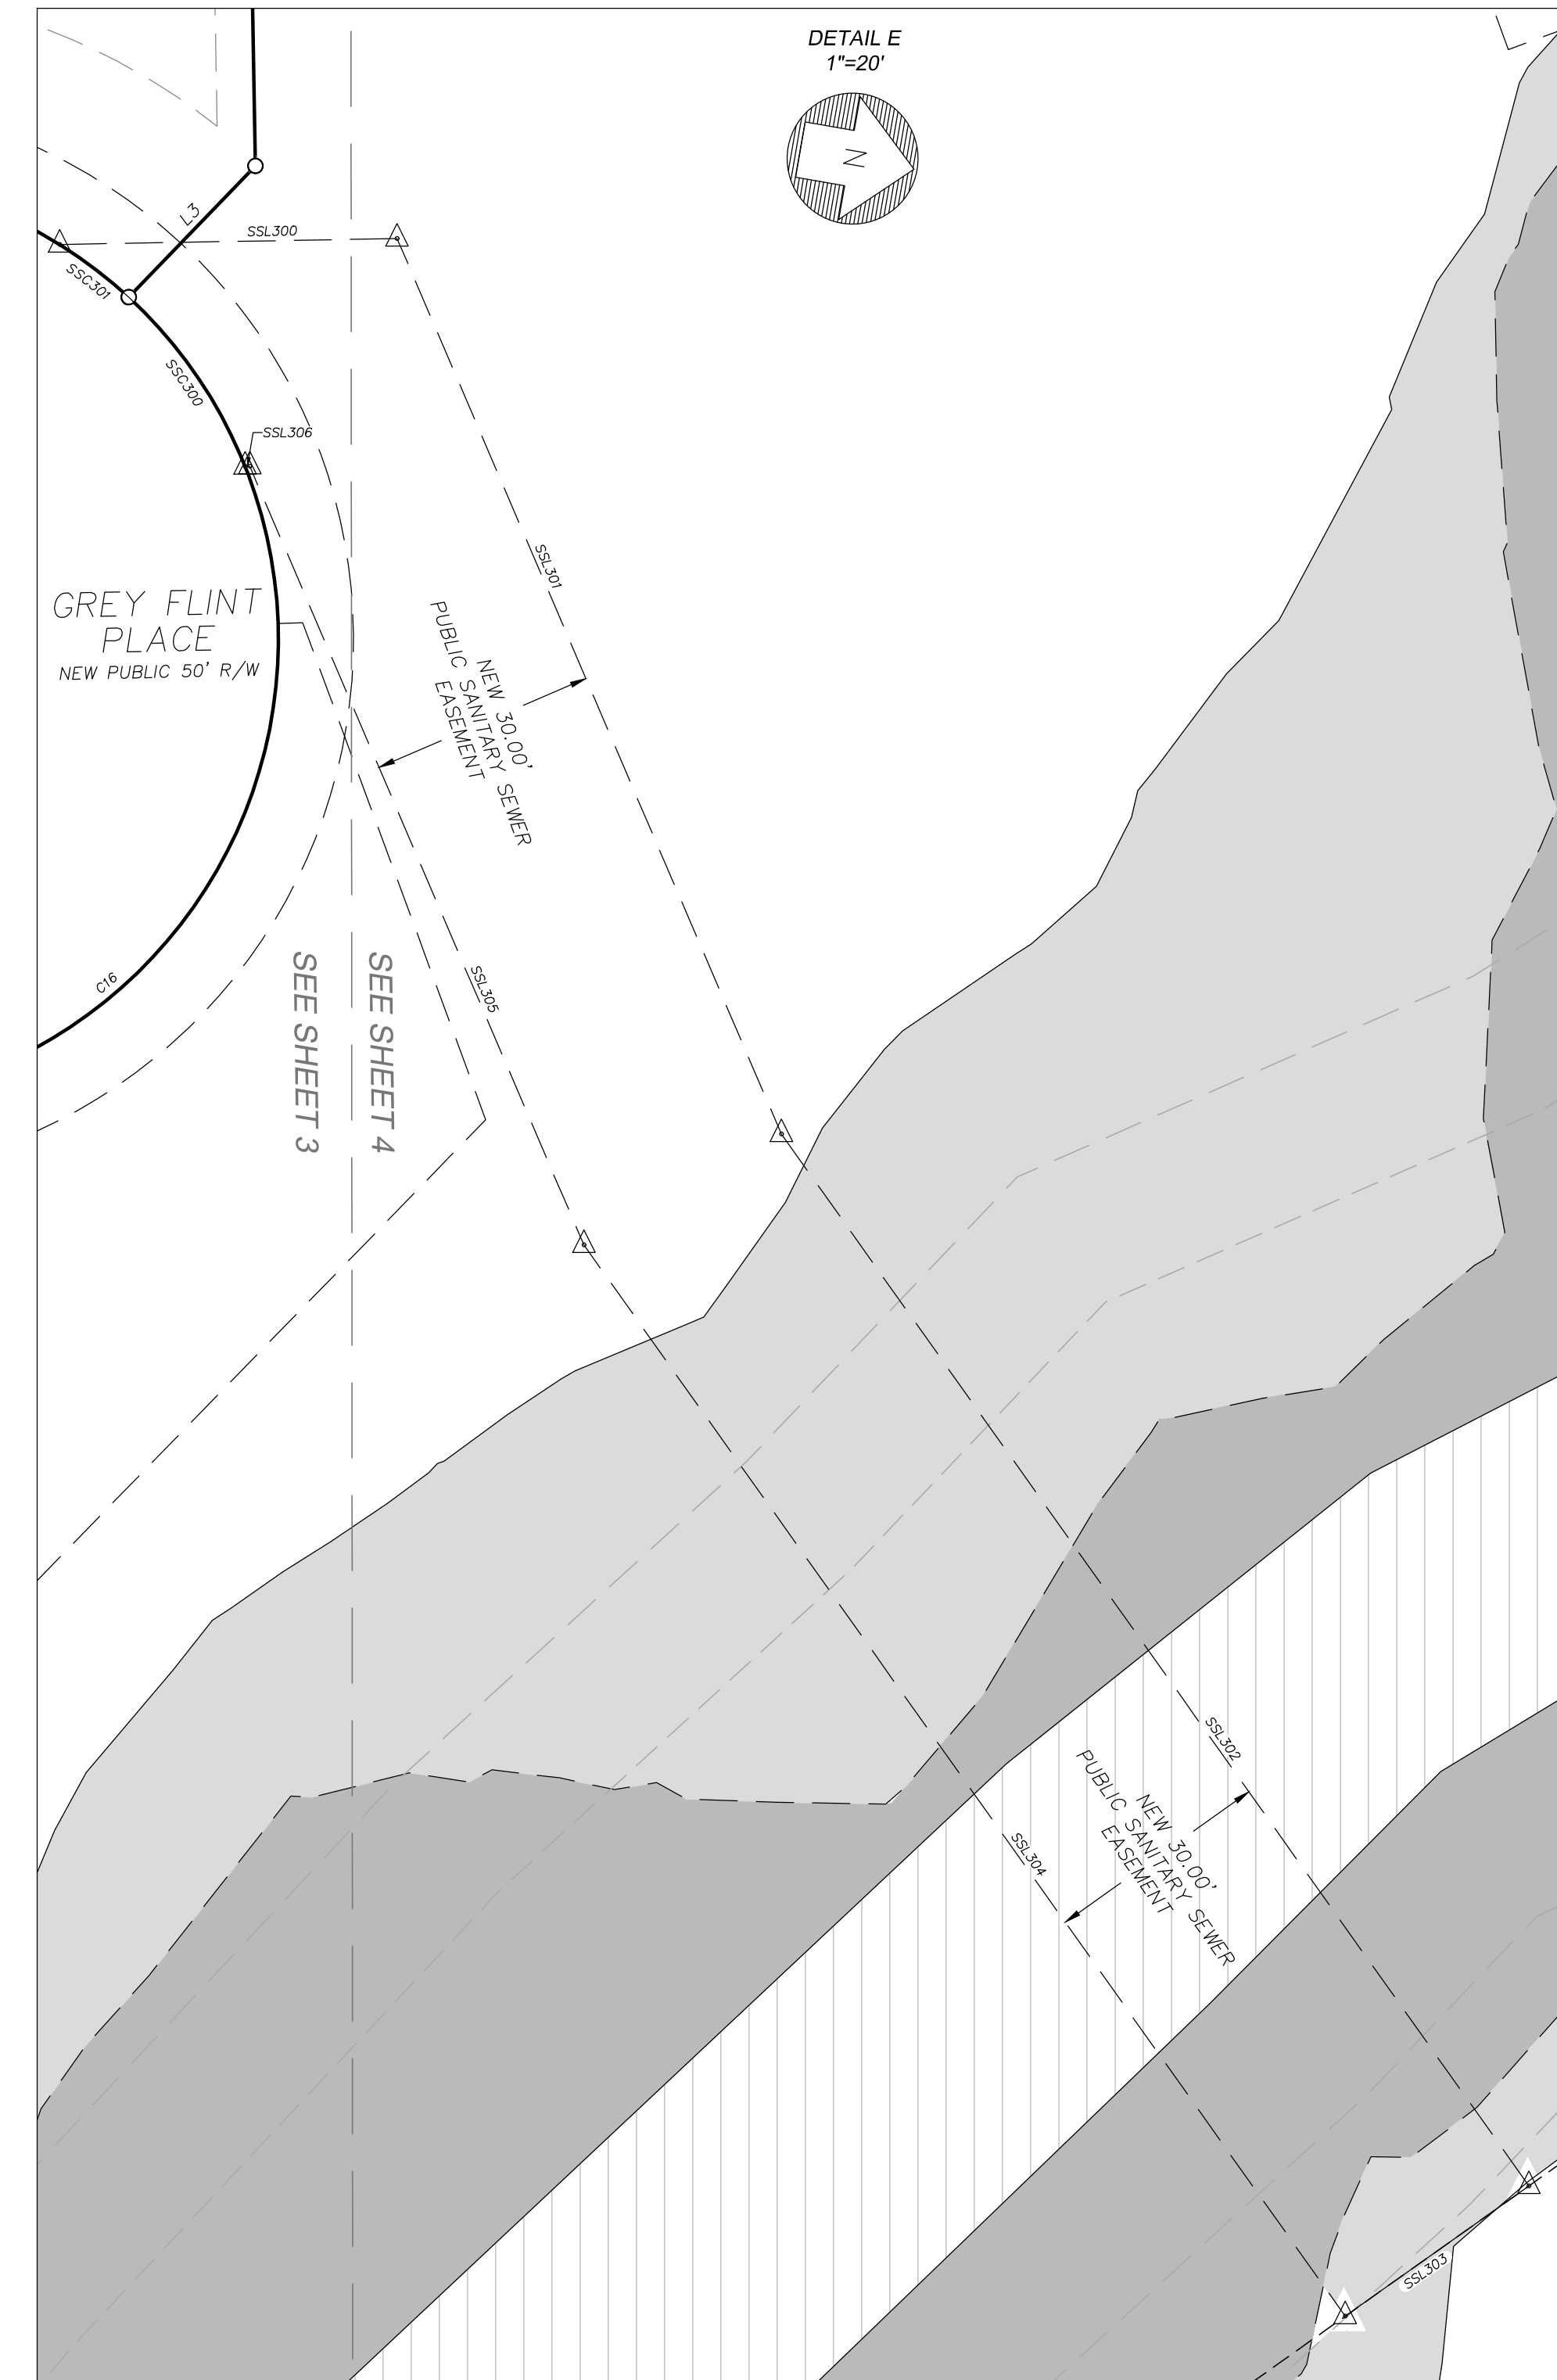 DETAIL E
1"=20'
N
L3
SSL300
SSC301
SSC300
SSL306
SSL301
GREY FLINT
PLACE
NEW PUBLIC 50' R/W
NEW 30.00'
PUBLIC SANITARY SEWER
EASEMENT
SSL305
C16
SEE SHEET 3
SEE SHEET 4
SSL302
NEW 30.00'
PUBLIC SANITARY SEWER
EASEMENT
SSL304
SSL303